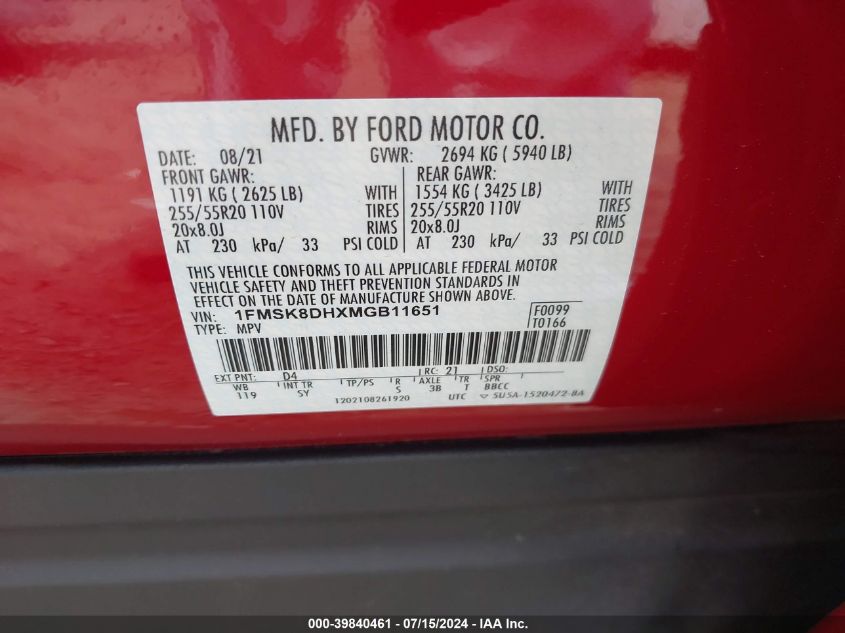 MFD. BY FORD MOTOR CO.
DATE: 08/21 GVWR: 2694 KG ( 5940 LB)
FRONT GAWR: REAR GAWR:
1191 KG ( 2625 LB) WITH 1554 KG ( 3425 LB) WITH
255/55R20 110V TIRES 255/55R20 110V TIRES
20x8.0J RIMS 20x8.0J RIMS
AT 230 kPa/ 33 PSI COLD AT 230 kPa/ 33 PSI COLD
THIS VEHICLE CONFORMS TO ALL APPLICABLE FEDERAL MOTOR
VEHICLE SAFETY AND THEFT PREVENTION STANDARDS IN
EFFECT ON THE DATE OF MANUFACTURE SHOWN ABOVE.
VIN: 1FMSK8DHXMGB11651 F0099
TYPE: MPV T0166
EXT PNT: D4 RC: 21 DSO:
WB INT TR TP/PS R AXLE TR SPR
119 SY S 3B T BBCC
1202108261920 UTC ▽ 5U5A-1520472-BA
000-39840461 - 07/15/2024 - IAA Inc.